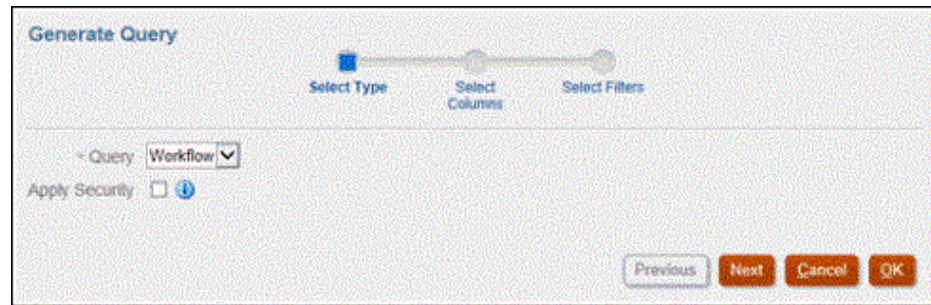 Generate Query
Select Type
Select Columns
Select Filters
* Query Workflow
Apply Security
Previous Next Cancel OK